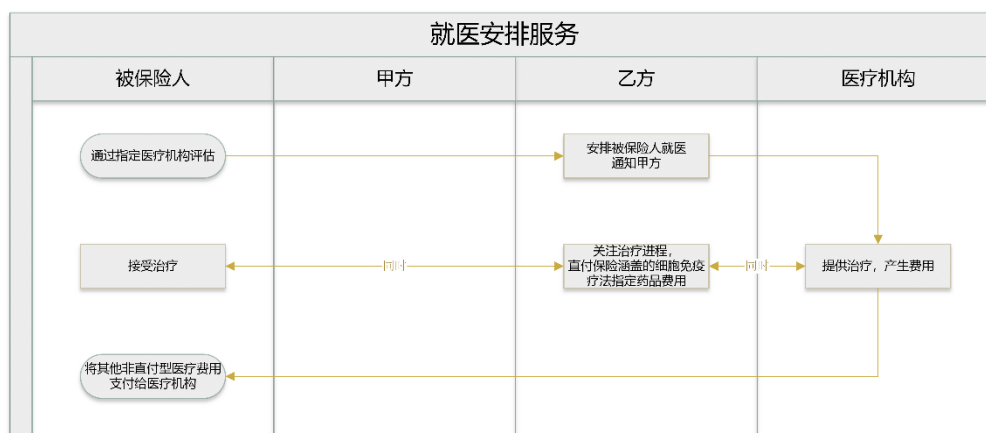 就医安排服务
被保险人
甲方
乙方
医疗机构
通过指定医疗机构评估
安排被保险人就医
通知甲方
接受治疗
同时
关注治疗进程，
直付保险涵盖的细胞免疫
疗法指定药品费用
同时
提供治疗，产生费用
将其他非直付型医疗费用
支付给医疗机构